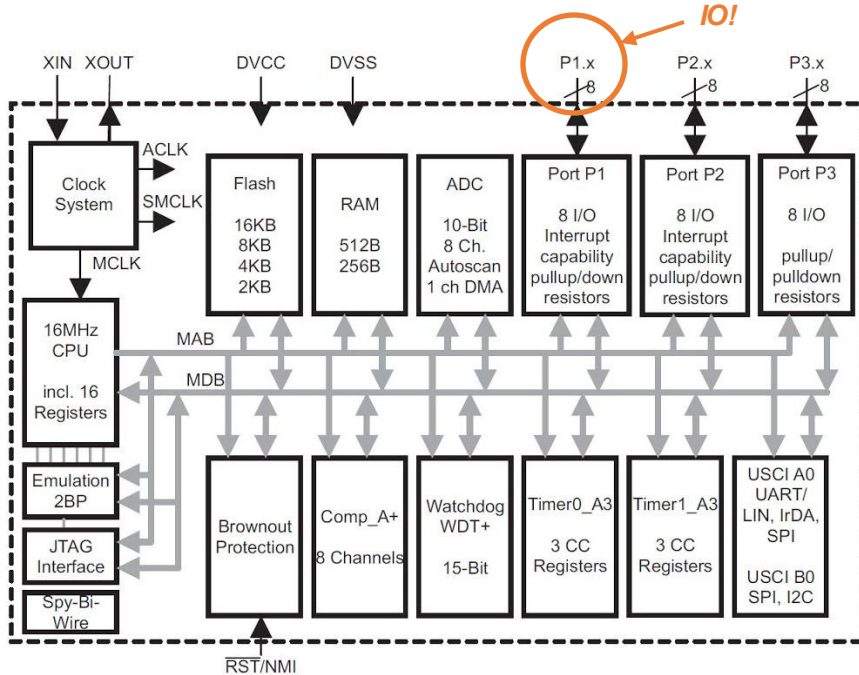 IO!
XIN XOUT DVCC DVSS P1.x P2.x P3.x
8 8 8
ACLK
SMCLK
MCLK
Clock
System
Flash
16KB
8KB
4KB
2KB
RAM
512B
256B
ADC
10-Bit
8 Ch.
Autoscan
1 ch DMA
Port P1
8 I/O
Interrupt
capability
pullup/down
resistors
Port P2
8 I/O
Interrupt
capability
pullup/down
resistors
Port P3
8 I/O
pullup/
pulldown
resistors
16MHz
CPU
incl. 16
Registers
MAB
MDB
Emulation
2BP
JTAG
Interface
Spy-Bi-
Wire
Brownout
Protection
Comp_A+
8 Channels
Watchdog
WDT+
15-Bit
Timer0_A3
3 CC
Registers
Timer1_A3
3 CC
Registers
USCI A0
UART/
LIN, IrDA,
SPI
USCI B0
SPI, I2C
RST/NMI